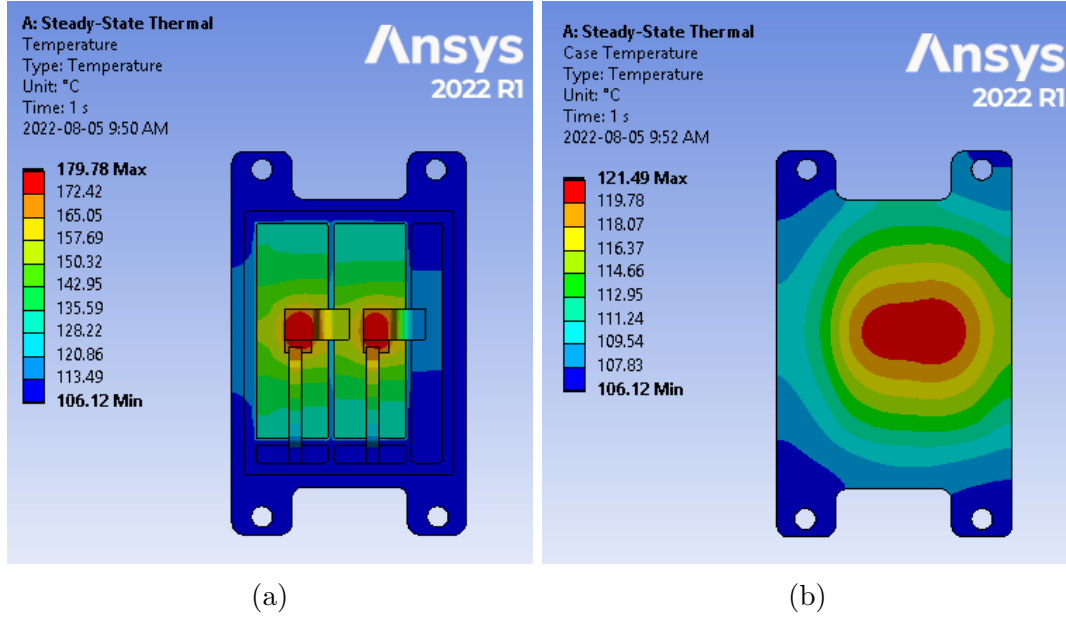 A: Steady-State Thermal
Temperature
Type: Temperature
Unit: °C
Time: 1 s
2022-08-05 9:50 AM
Ansys
2022 R1
179.78 Max
172.42
165.05
157.69
150.32
142.95
135.59
128.22
120.86
113.49
106.12 Min
(a)
A: Steady-State Thermal
Case Temperature
Type: Temperature
Unit: °C
Time: 1 s
2022-08-05 9:52 AM
Ansys
2022 R1
121.49 Max
119.78
118.07
116.37
114.66
112.95
111.24
109.54
107.83
106.12 Min
(b)